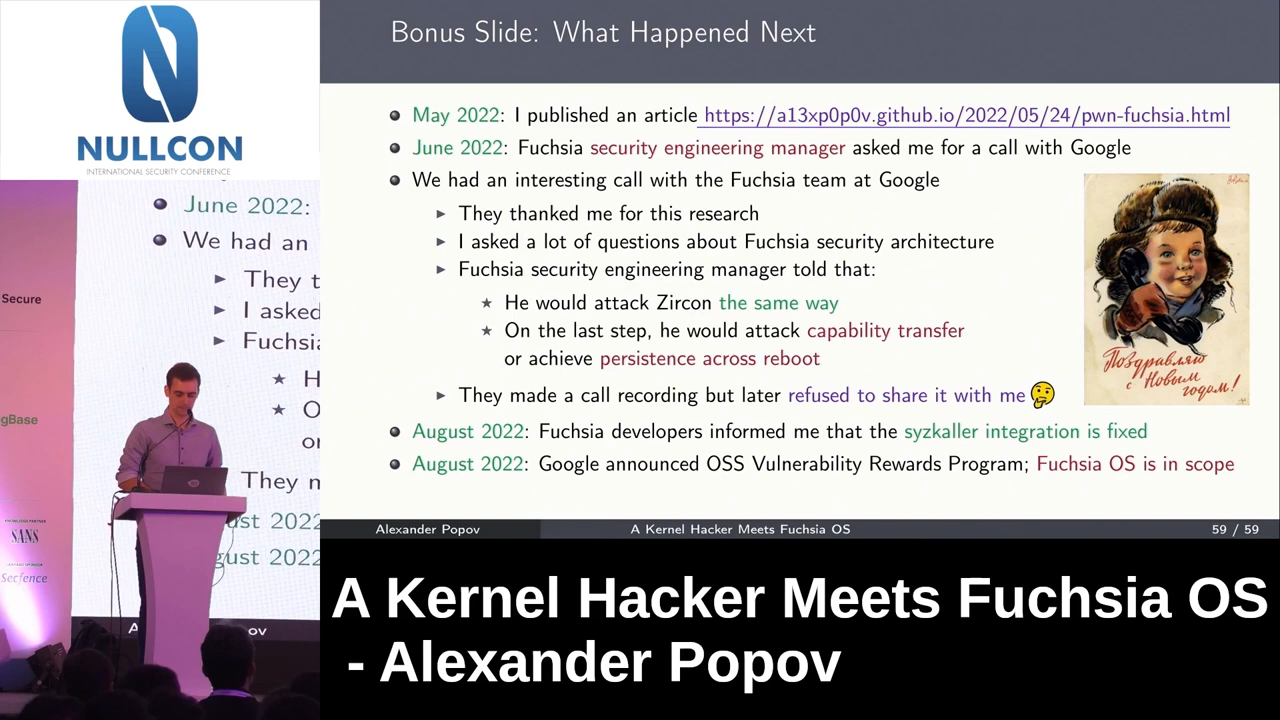 NULLCON
INTERNATIONAL SECURITY CONFERENCE
June 2022:
We had an
They t
I asked
Fuchsia
H
O
or
They m
ust 2022
gust 2022
Secure
gBase
KNOWLEDGE PARTNER
SANS
Secfence
A
ov
Bonus Slide: What Happened Next
May 2022: I published an article https://a13xp0p0v.github.io/2022/05/24/pwn-fuchsia.html
June 2022: Fuchsia security engineering manager asked me for a call with Google
We had an interesting call with the Fuchsia team at Google
They thanked me for this research
I asked a lot of questions about Fuchsia security architecture
Fuchsia security engineering manager told that:
He would attack Zircon the same way
On the last step, he would attack capability transfer
or achieve persistence across reboot
They made a call recording but later refused to share it with me 🤔
August 2022: Fuchsia developers informed me that the syzkaller integration is fixed
August 2022: Google announced OSS Vulnerability Rewards Program; Fuchsia OS is in scope
Поздравляю
с Новым
годом!
Alexander Popov A Kernel Hacker Meets Fuchsia OS 59 / 59
A Kernel Hacker Meets Fuchsia OS
- Alexander Popov